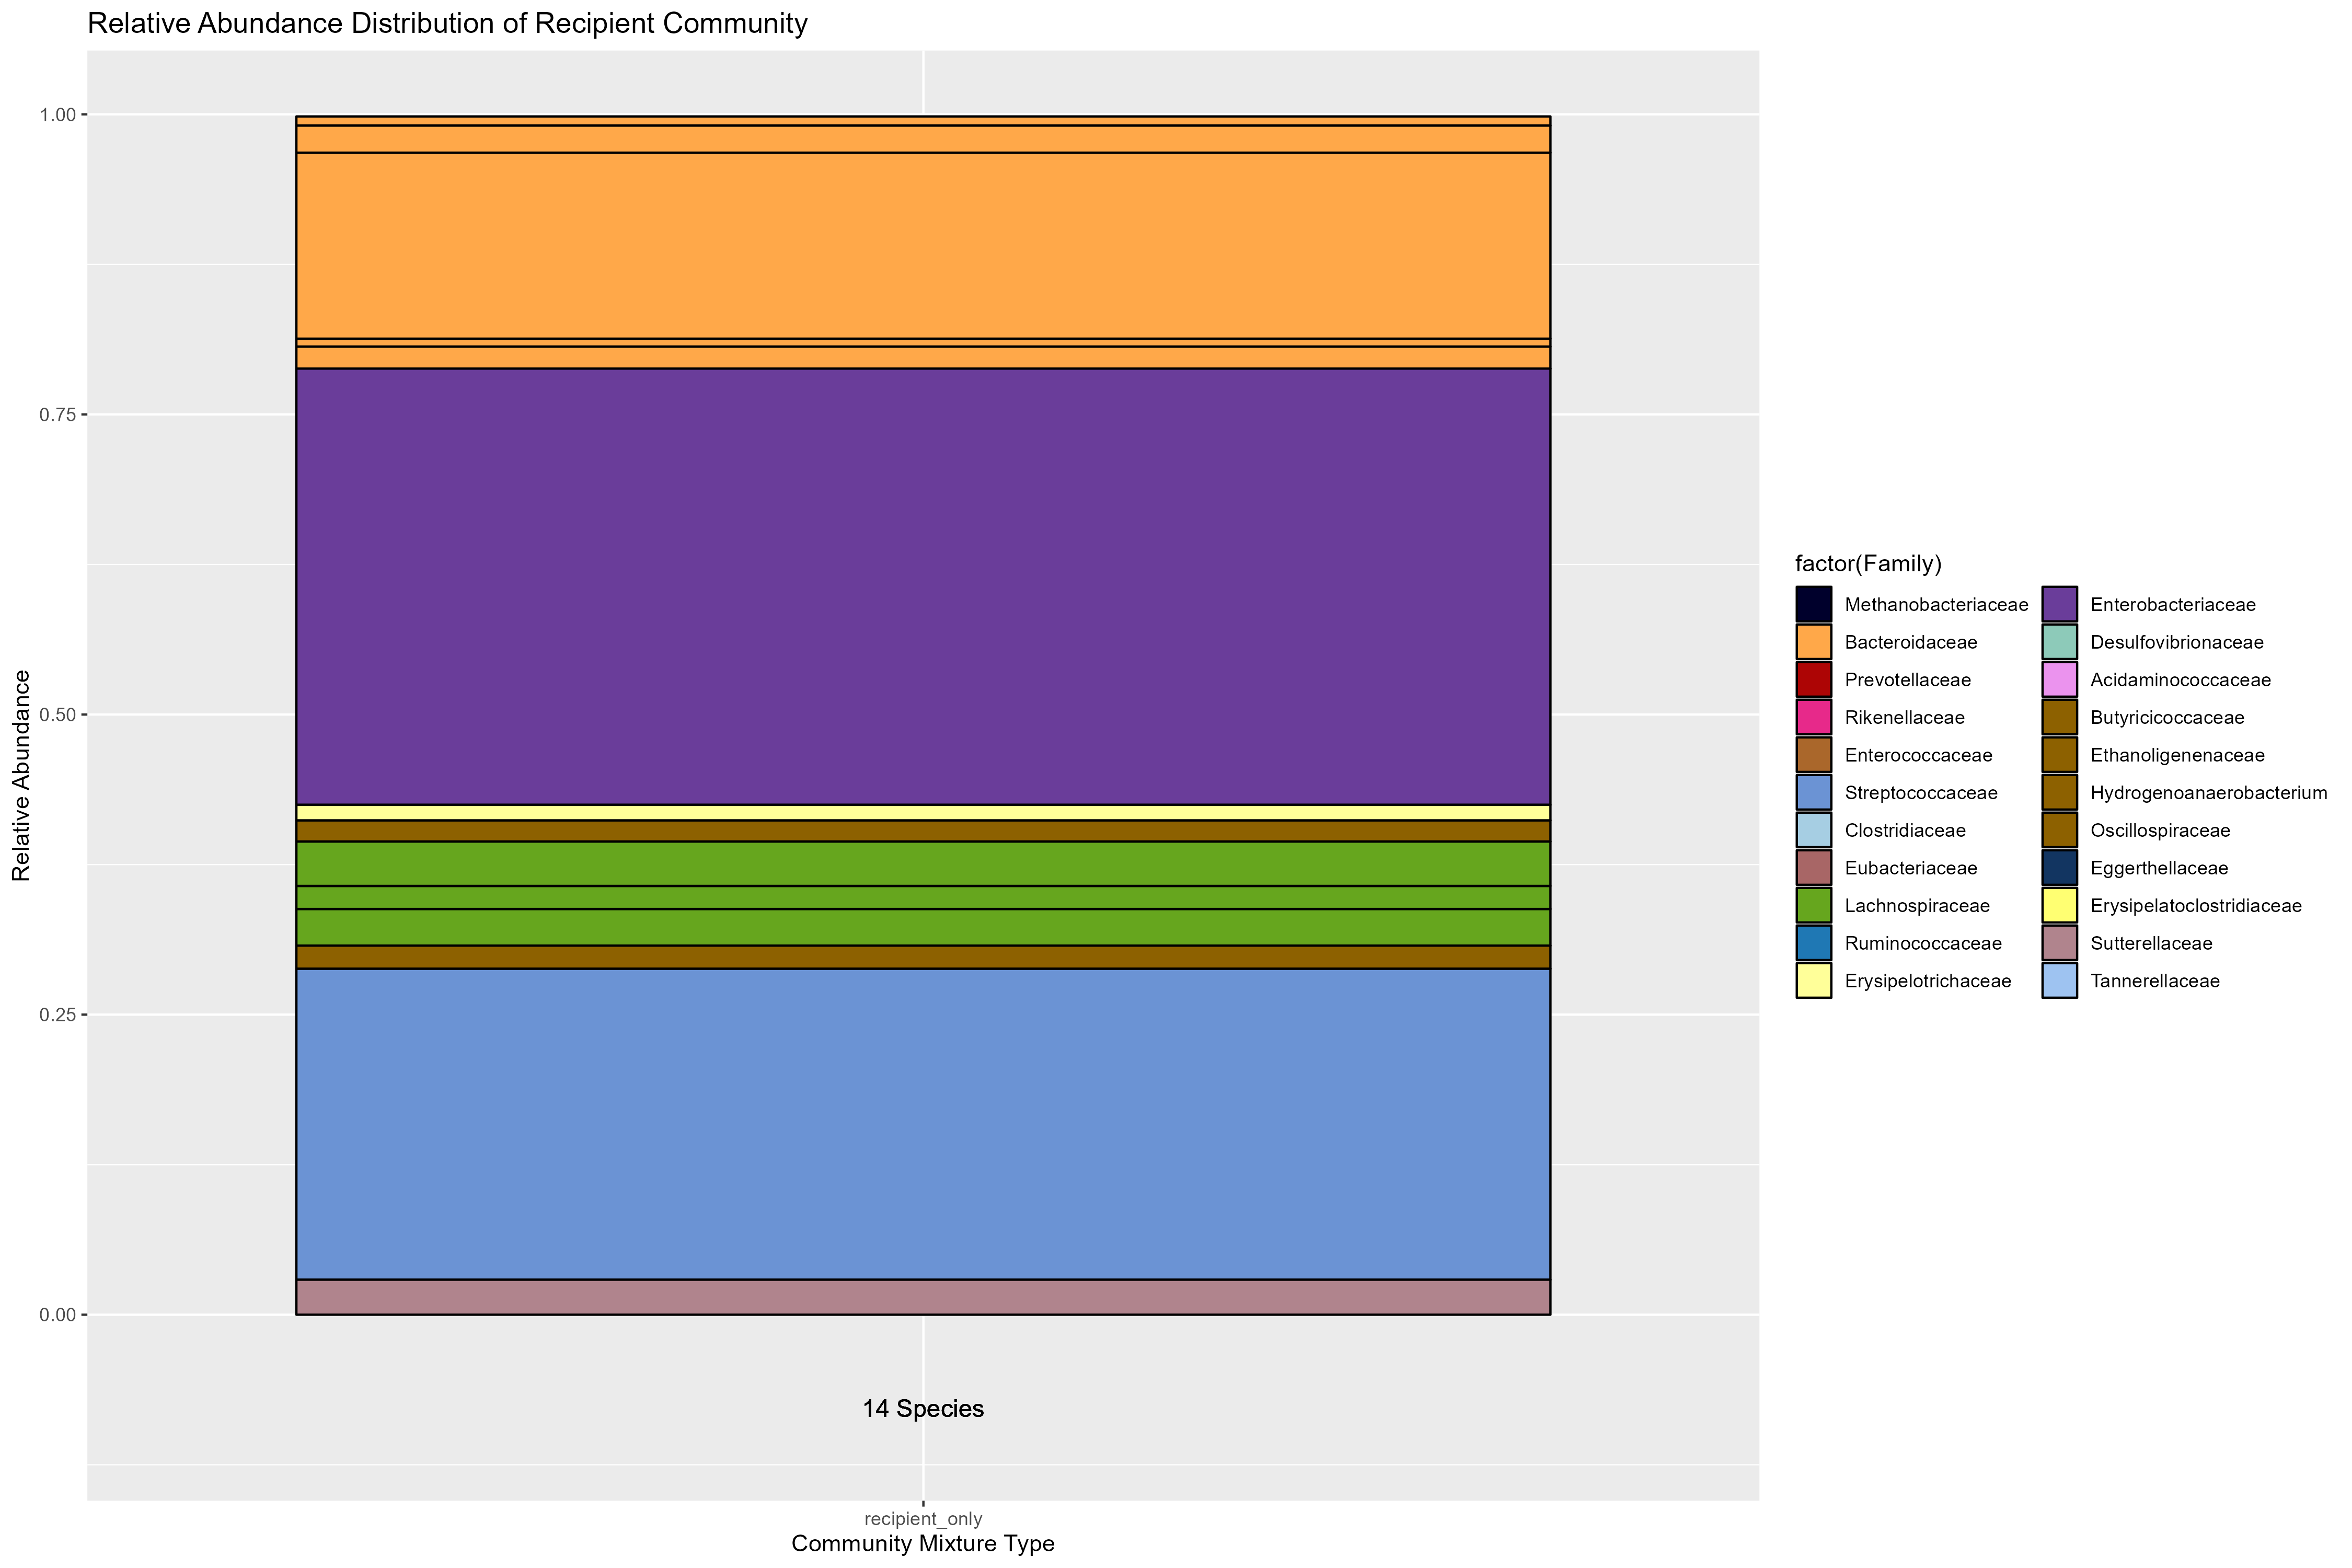 Relative Abundance Distribution of Recipient Community
Relative Abundance
1.00
0.75
0.50
0.25
0.00
14 Species
recipient_only
Community Mixture Type
factor(Family)
Methanobacteriaceae
Bacteroidaceae
Prevotellaceae
Rikenellaceae
Enterococcaceae
Streptococcaceae
Clostridiaceae
Eubacteriaceae
Lachnospiraceae
Ruminococcaceae
Erysipelotrichaceae
Enterobacteriaceae
Desulfovibrionaceae
Acidaminococcaceae
Butyricicoccaceae
Ethanoligenenaceae
Hydrogenoanaerobacterium
Oscillospiraceae
Eggerthellaceae
Erysipelatoclostridiaceae
Sutterellaceae
Tannerellaceae